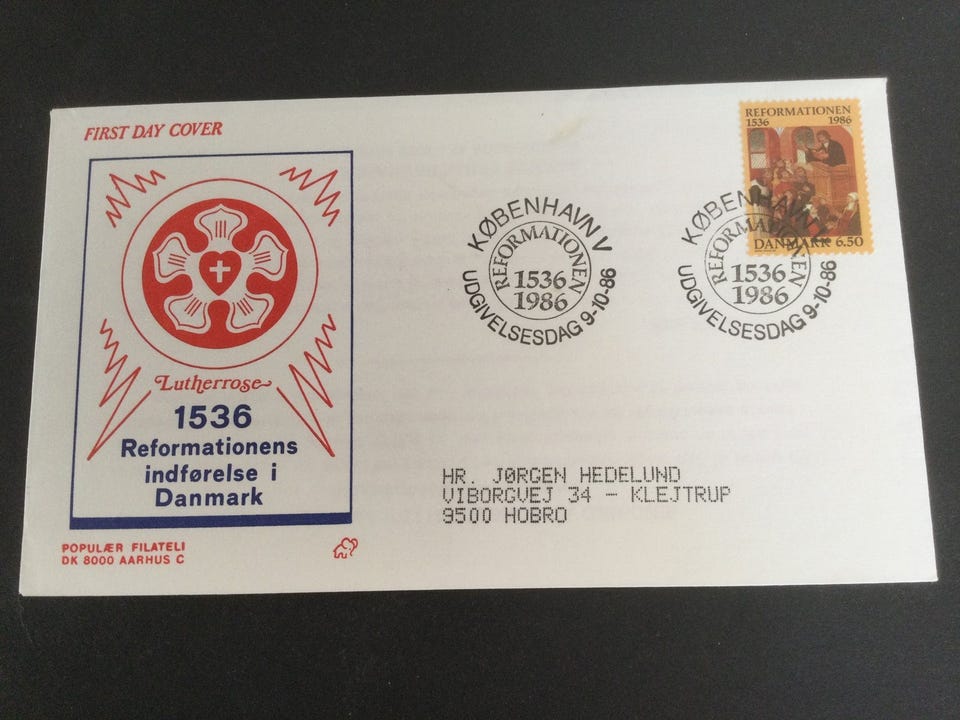 FIRST DAY COVER
Lutherrose
1536
Reformationens
indførelse i
Danmark
POPULÆR FILATELI
DK 8000 AARHUS C
KØBENHAVN V
REFORMATIONEN
1536
1986
UDGIVELSESDAG 9-10-86
REFORMATIONEN
1536 1986
DANMARK 6.50
KØBENHAVN V
REFORMATIONEN
1536
1986
UDGIVELSESDAG 9-10-86
HR. JØRGEN HEDELUND
VIBORGVEJ 34 - KLEJTRUP
9500 HOBRO